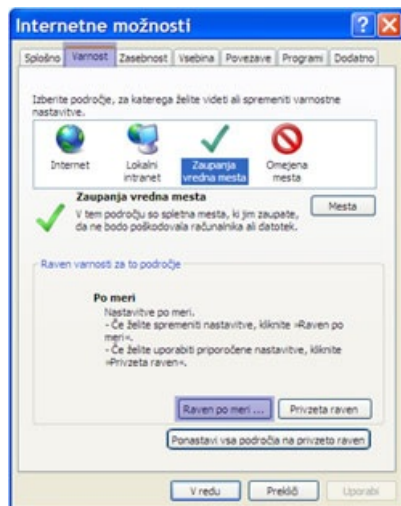 Internetne možnosti
Splošno Varnost Zasebnost Vsebina Povezave Programi Dodatno
Izberite področje, za katerega želite videti ali spremeniti varnostne
nastavitve.
Internet
Lokalni
intranet
Zaupanja
vredna mesta
Omejena
mesta
Zaupanja vredna mesta
V tem področju so spletna mesta, ki jim zaupate,
da ne bodo poškodovala računalnika ali datotek.
Mesta
Raven varnosti za to področje
Po meri
Nastavitve po meri.
- Če želite spremeniti nastavitve, kliknite »Raven po
meri«.
- Če želite uporabiti priporočene nastavitve, kliknite
»Privzeta raven«.
Raven po meri ... Privzeta raven
Ponastavi vsa področja na privzeto raven
V redu Prekliči Uporabi